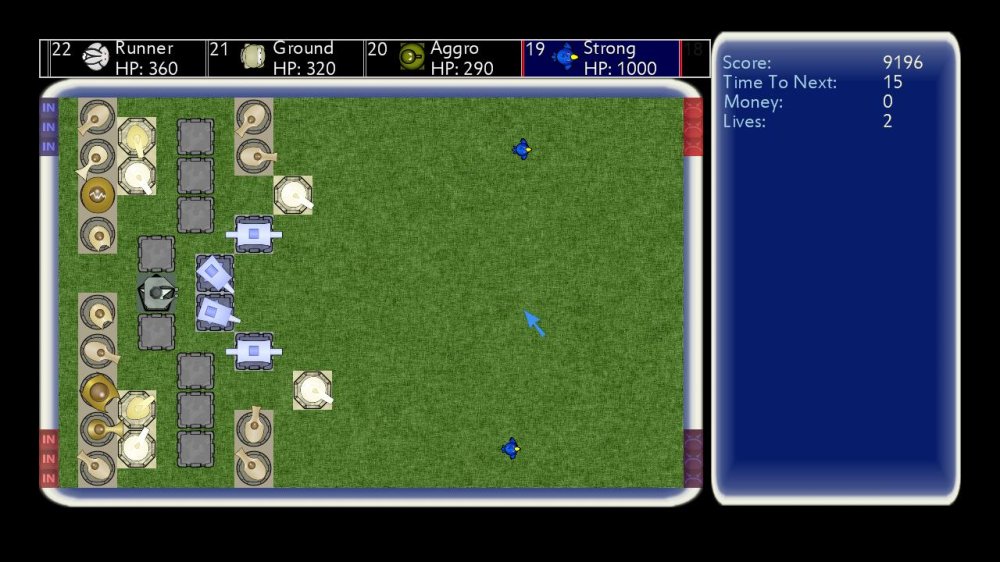 22 Runner HP: 360
21 Ground HP: 320
20 Aggro HP: 290
19 Strong HP: 1000
18
Score: 9196
Time To Next: 15
Money: 0
Lives: 2
IN
IN
IN
IN
IN
IN